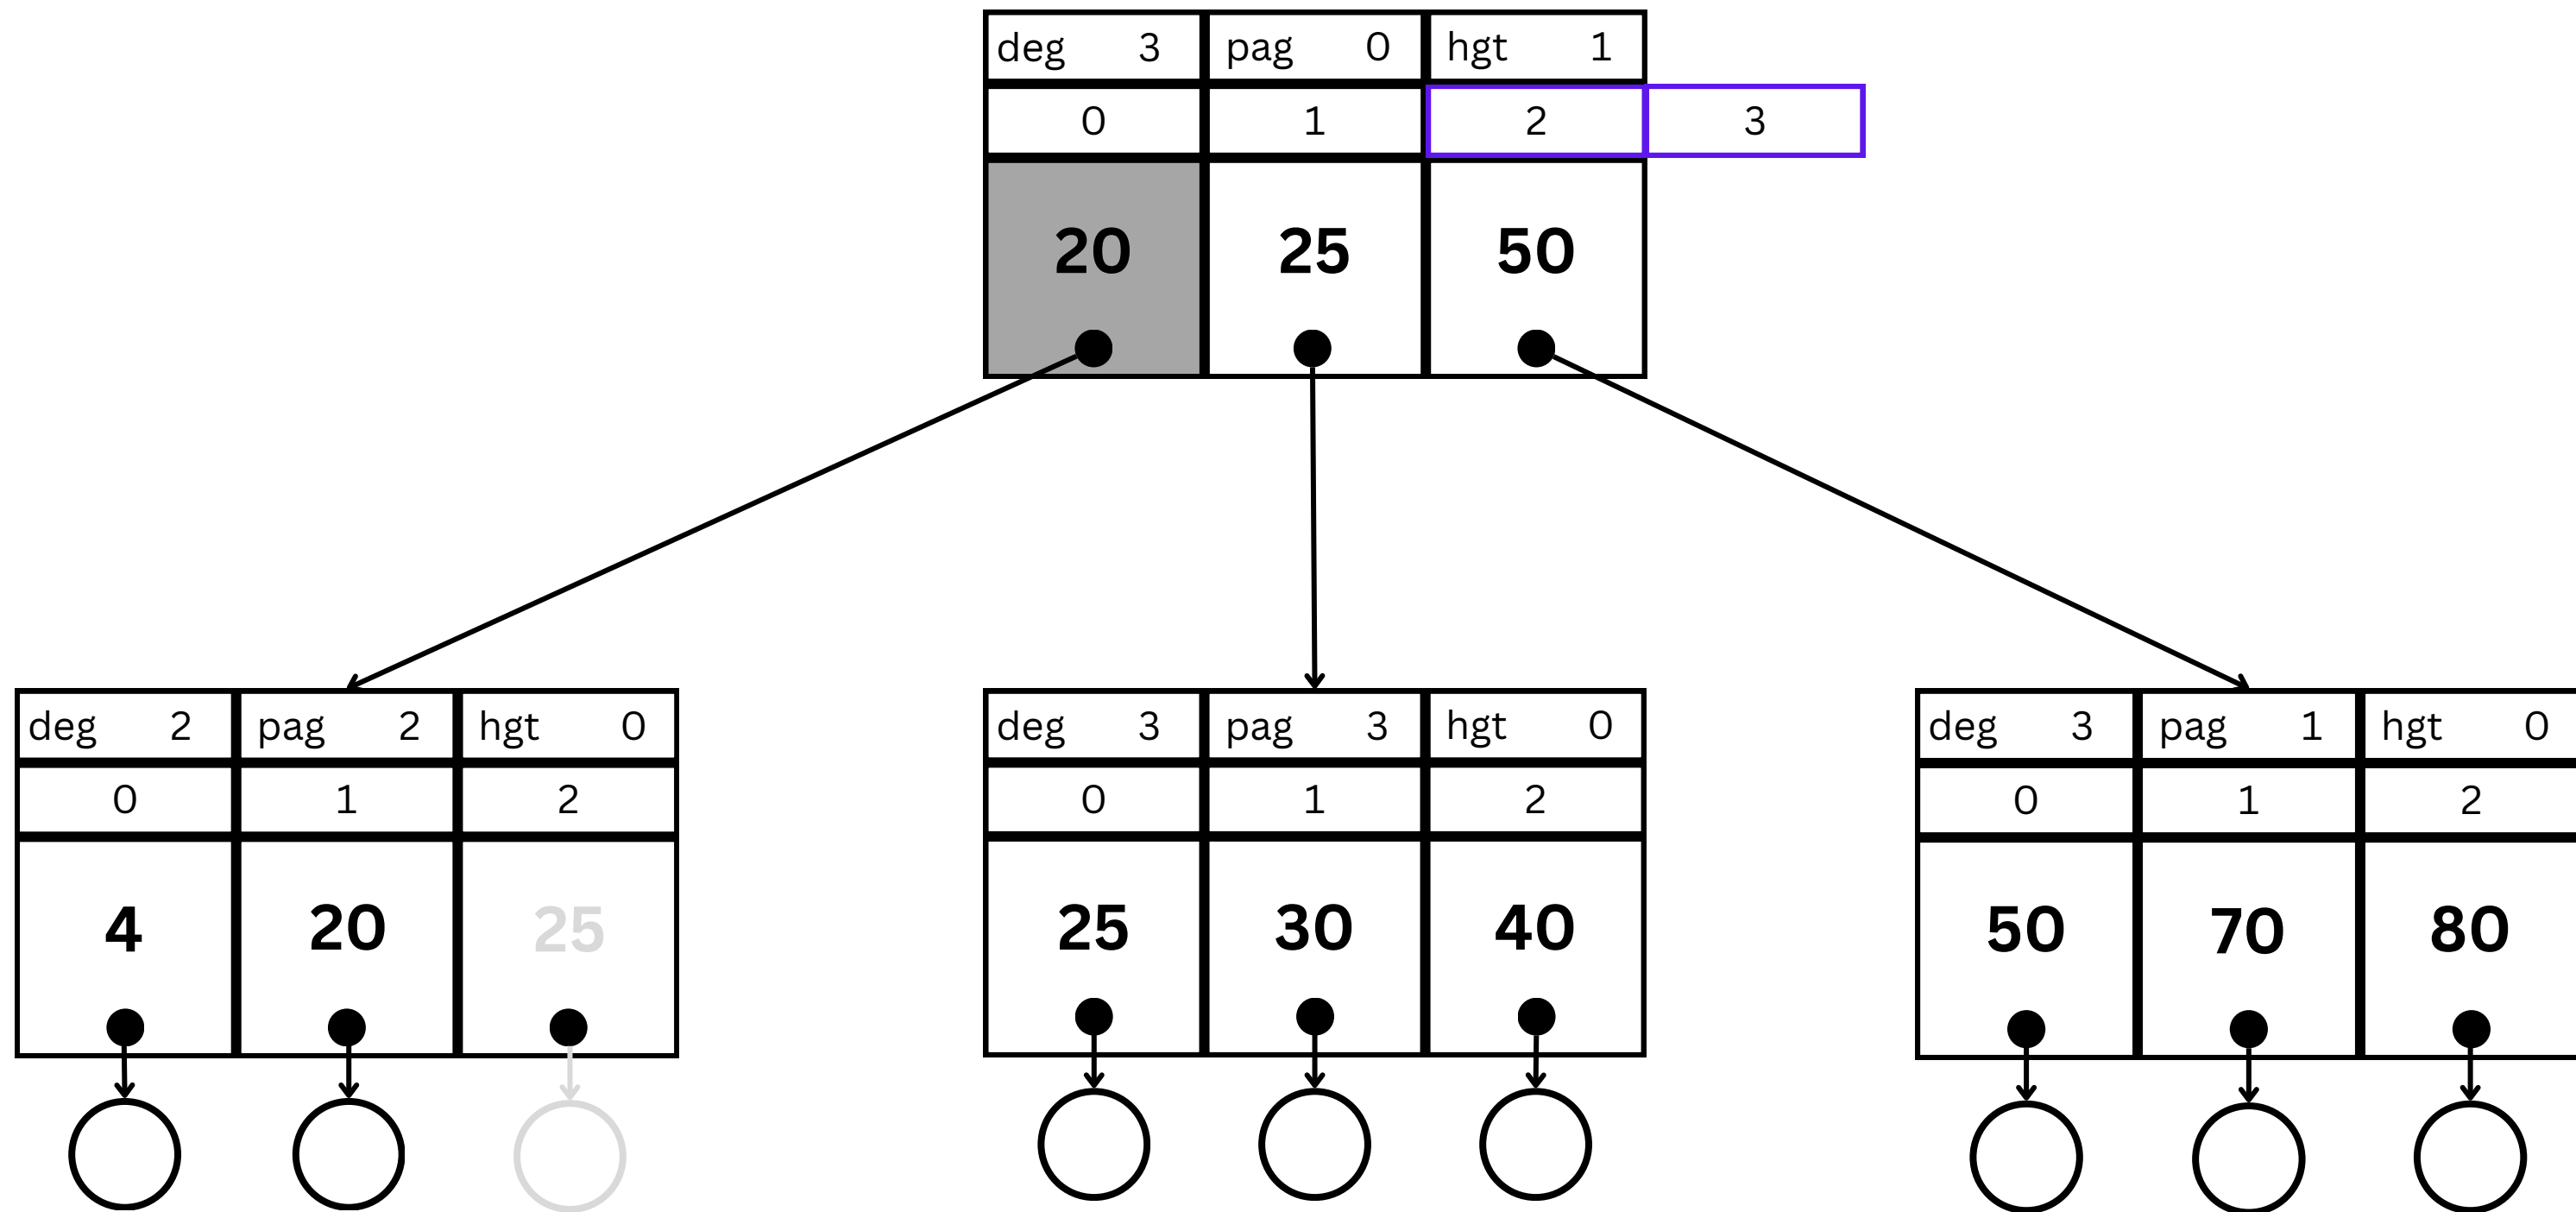 deg 3 pag 0 hgt 1
0 1 2 3
20 25 50
deg 2 pag 2 hgt 0
0 1 2
4 20 25
deg 3 pag 3 hgt 0
0 1 2
25 30 40
deg 3 pag 1 hgt 0
0 1 2
50 70 80